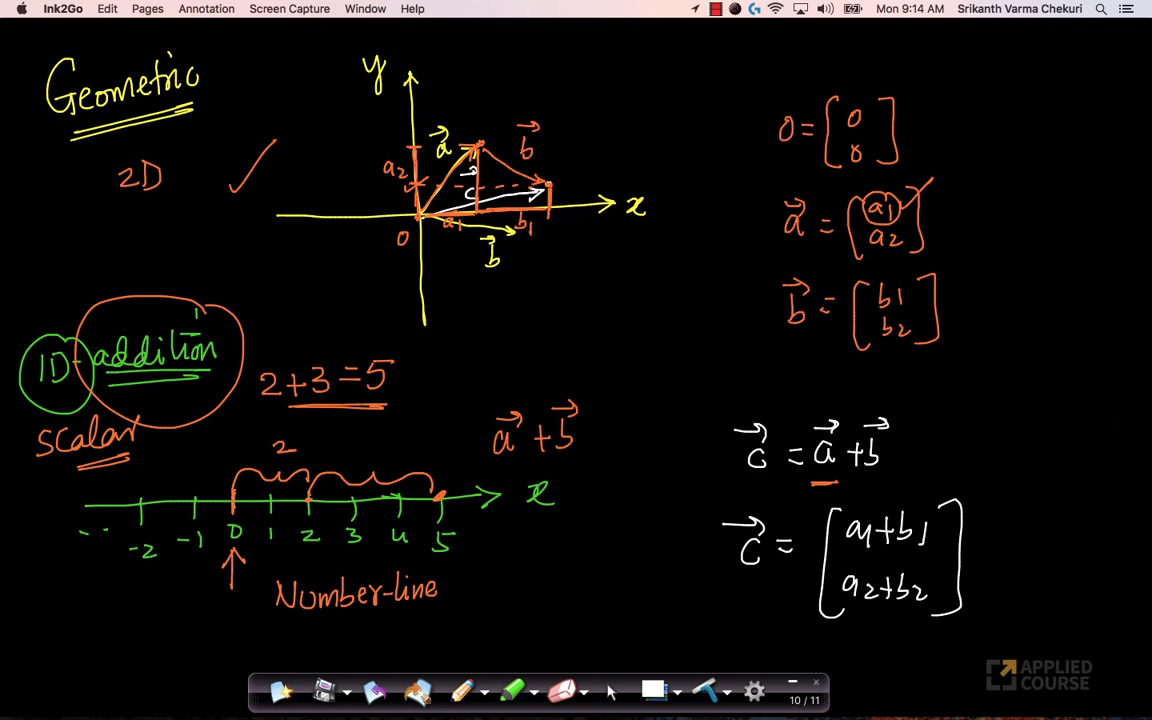 Ink2Go Edit Pages Annotation Screen Capture Window Help Mon 9:14 AM Srikanth Varma Chekuri
Geometric
2D
y
a⃗
b⃗
a2
c⃗
x
0
a1
b1
b⃗
0 = [0
0]
a⃗ = [a1
a2]
b⃗ = [b1
b2]
1D - addition
scalar
2+3=5
a⃗ + b⃗
2
x
-2 -1 0 1 2 3 4 5
Number-line
c⃗ = a⃗ + b⃗
c⃗ = [a1+b1
a2+b2]
APPLIED
COURSE
10 / 11